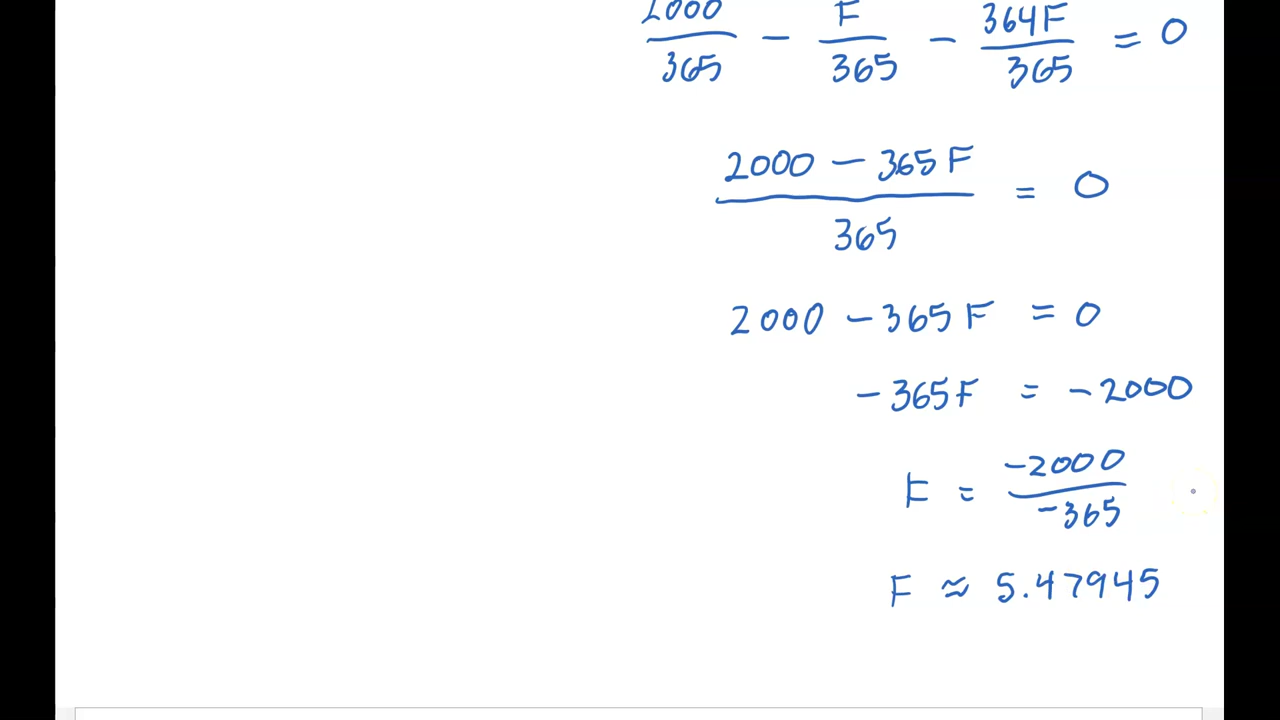 2000/365 - F/365 - 364F/365 = 0
2000 - 365F
365
= 0
2000 - 365F = 0
-365F = -2000
F = -2000/-365
F ≈ 5.47945